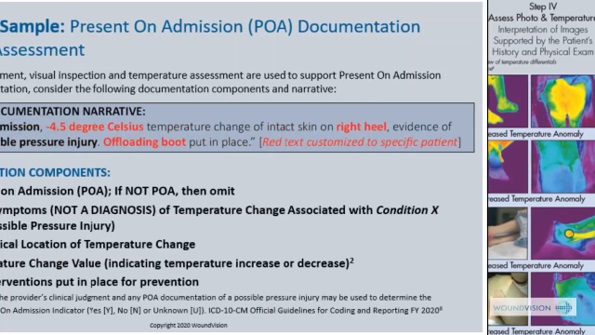 Sample: Present On Admission (POA) Documentation
Assessment
ment, visual inspection and temperature assessment are used to support Present On Admission
tation, consider the following documentation components and narrative:
CUMENTATION NARRATIVE:
mission, -4.5 degree Celsius temperature change of intact skin on right heel, evidence of
ble pressure injury. Offloading boot put in place.” [Red text customized to specific patient]
TION COMPONENTS:
on Admission (POA); If NOT POA, then omit
ymptoms (NOT A DIAGNOSIS) of Temperature Change Associated with Condition X
ossible Pressure Injury)
ical Location of Temperature Change
ature Change Value (indicating temperature increase or decrease)2
erventions put in place for prevention
he provider's clinical judgment and any POA documentation of a possible pressure injury may be used to determine the
On Admission Indicator (Yes [Y], No [N] or Unknown [U]). ICD-10-CM Official Guidelines for Coding and Reporting FY 2020
Copyright 2020 WoundVision
Step IV
Assess Photo & Temperature
Interpretation of Images
Supported by the Patient's
History and Physical Exam
ew of temperature differentials
eased Temperature Anomaly
reased Temperature Anomaly
eased Temperature Anomaly
eased Temperature Anomaly
WOUNDVISION